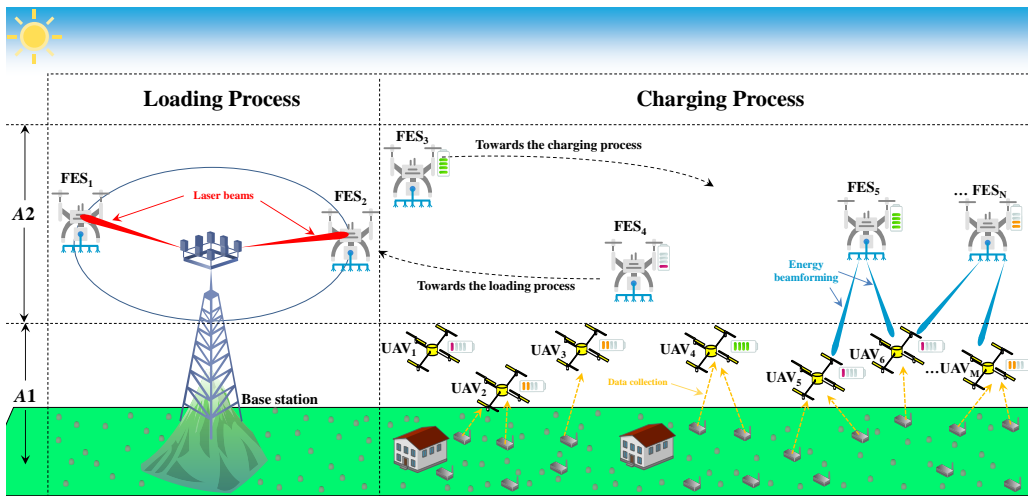 Loading Process
Charging Process
FES1
Laser beams
FES2
FES3
Towards the charging process
FES4
Towards the loading process
FES5
... FESN
Energy
beamforming
A2
A1
UAV1
UAV2
UAV3
UAV4
UAV5
UAV6
...UAVM
Data collection
Base station